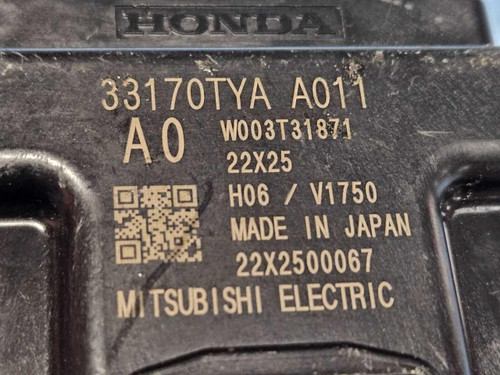 HONDA
33170TYA A011
A0 W003T31871
22X25
H06 / V1750
MADE IN JAPAN
22X2500067
MITSUBISHI ELECTRIC